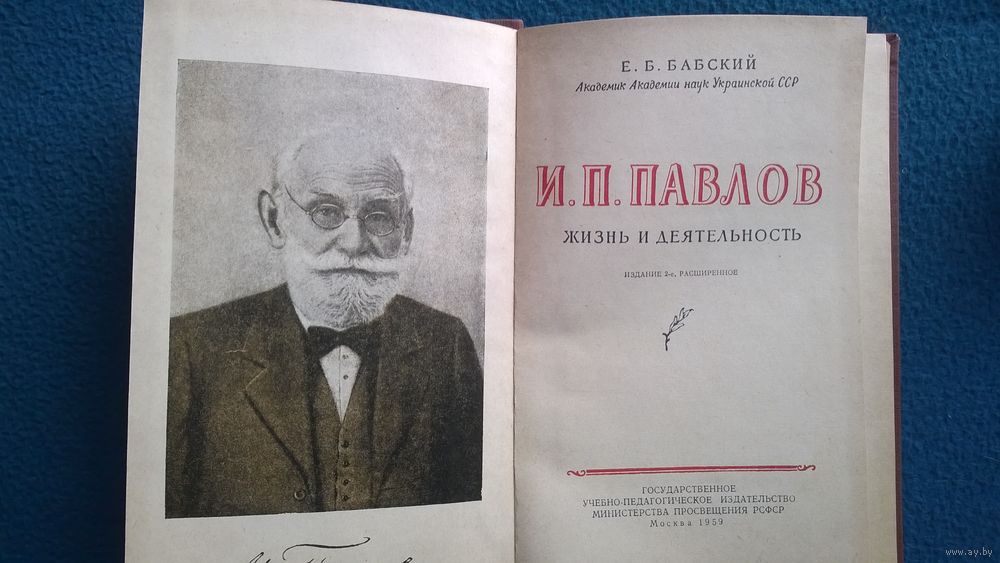 Е. Б. БАБСКИЙ
Академик Академии наук Украинской ССР
И. П. ПАВЛОВ
ЖИЗНЬ И ДЕЯТЕЛЬНОСТЬ
ИЗДАНИЕ 2-е, РАСШИРЕННОЕ
ГОСУДАРСТВЕННОЕ
УЧЕБНО-ПЕДАГОГИЧЕСКОЕ ИЗДАТЕЛЬСТВО
МИНИСТЕРСТВА ПРОСВЕЩЕНИЯ РСФСР
Москва 1959
www.ay.by